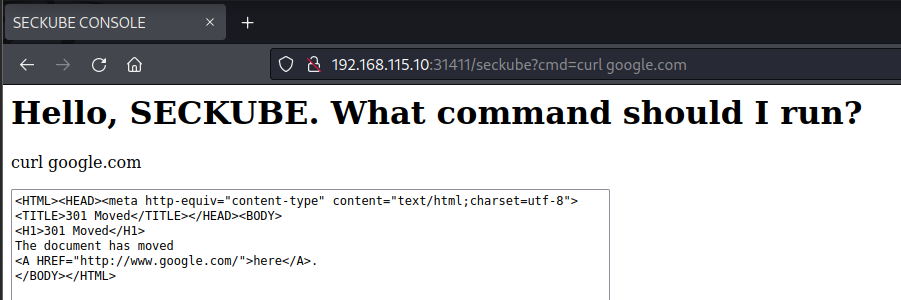 SECKUBE CONSOLE
192.168.115.10:31411/seckube?cmd=curl google.com
Hello, SECKUBE. What command should I run?
curl google.com
<HTML><HEAD><meta http-equiv="content-type" content="text/html;charset=utf-8">
<TITLE>301 Moved</TITLE></HEAD><BODY>
<H1>301 Moved</H1>
The document has moved
<A HREF="http://www.google.com/">here</A>.
</BODY></HTML>